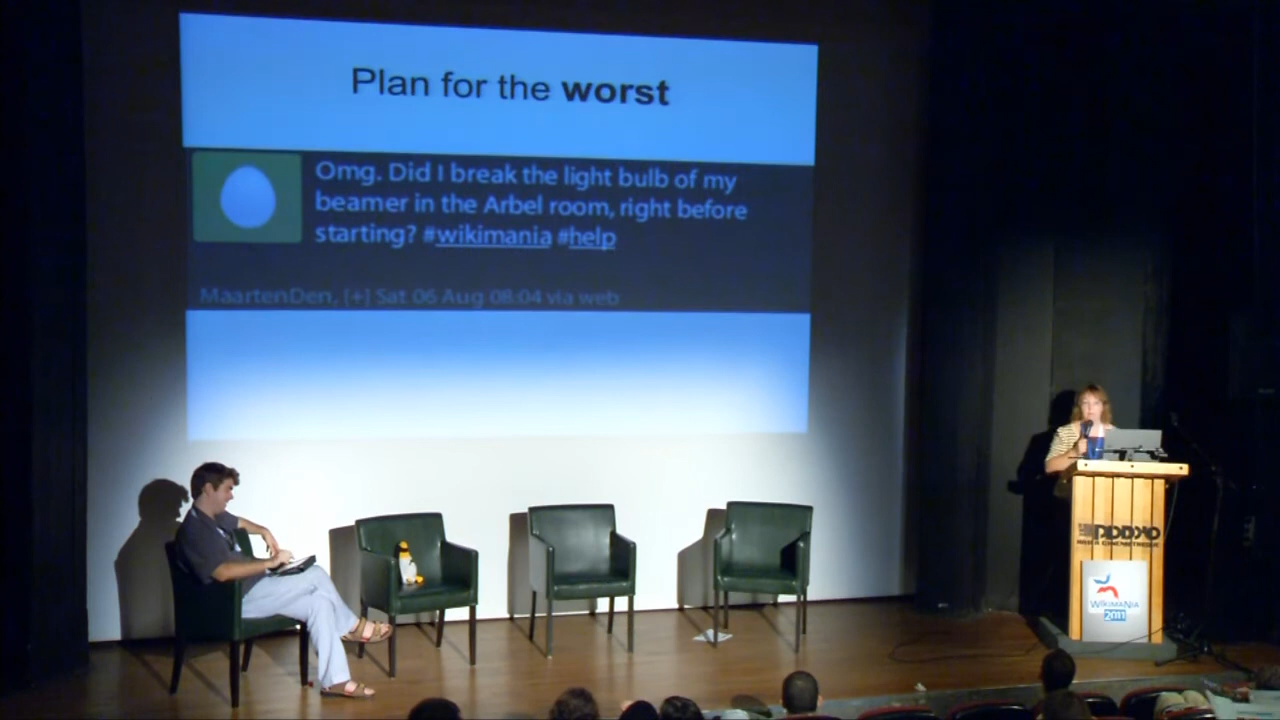 Plan for the worst
Omg. Did I break the light bulb of my
beamer in the Arbel room, right before
starting? #wikimania #help
MaartenDen, [+] Sat 06 Aug 08:04 via web
WIKIMANIA
2011